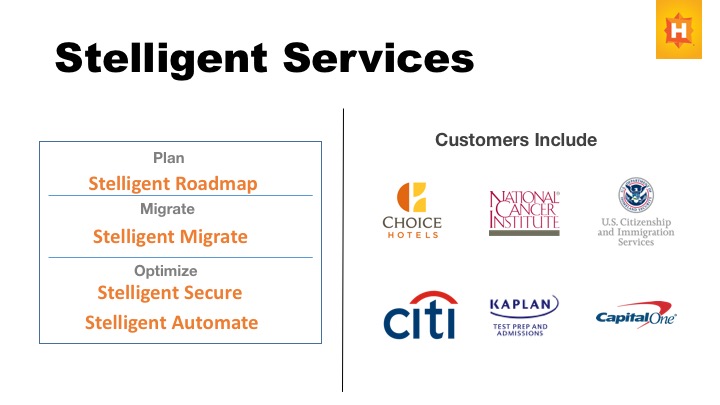 Stelligent Services
H
Plan
Stelligent Roadmap
Migrate
Stelligent Migrate
Optimize
Stelligent Secure
Stelligent Automate
Customers Include
CHOICE
HOTELS
NATIONAL
CANCER
INSTITUTE
U.S. Citizenship
and Immigration
Services
citi
KAPLAN
TEST PREP AND
ADMISSIONS
CapitalOne